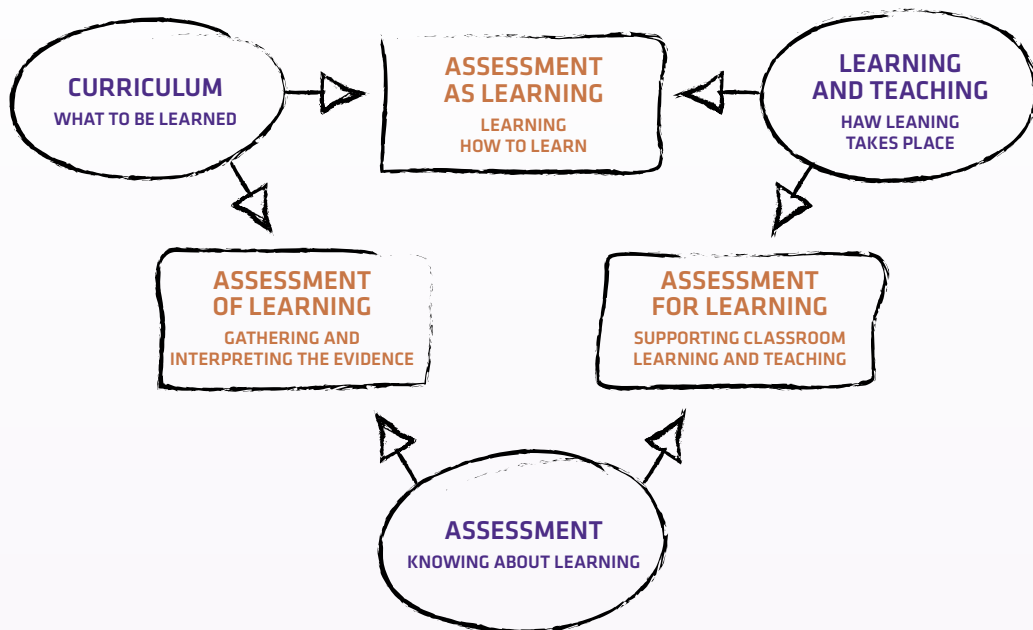 CURRICULUM
WHAT TO BE LEARNED
ASSESSMENT
AS LEARNING
LEARNING
HOW TO LEARN
LEARNING
AND TEACHING
HAW LEANING
TAKES PLACE
ASSESSMENT
OF LEARNING
GATHERING AND
INTERPRETING THE EVIDENCE
ASSESSMENT
FOR LEARNING
SUPPORTING CLASSROOM
LEARNING AND TEACHING
ASSESSMENT
KNOWING ABOUT LEARNING